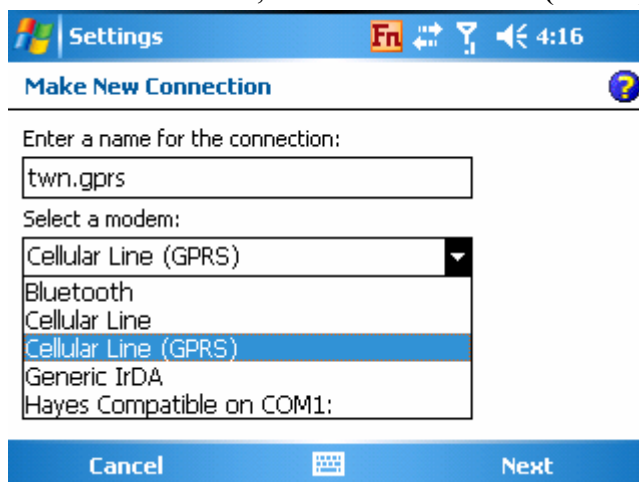 Settings Fn 4:16
Make New Connection ?
Enter a name for the connection:
twn.gprs
Select a modem:
Cellular Line (GPRS)
Bluetooth
Cellular Line
Cellular Line (GPRS)
Generic IrDA
Hayes Compatible on COM1:
Cancel Next